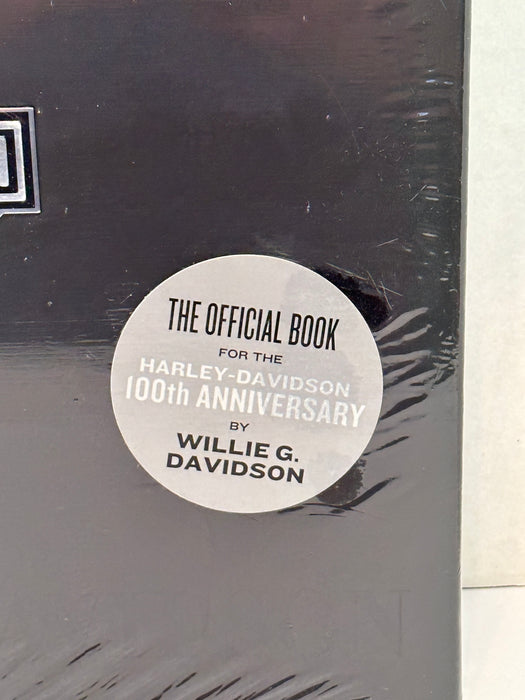 THE OFFICIAL BOOK
FOR THE
HARLEY-DAVIDSON
100th ANNIVERSARY
BY
WILLIE G.
DAVIDSON
N